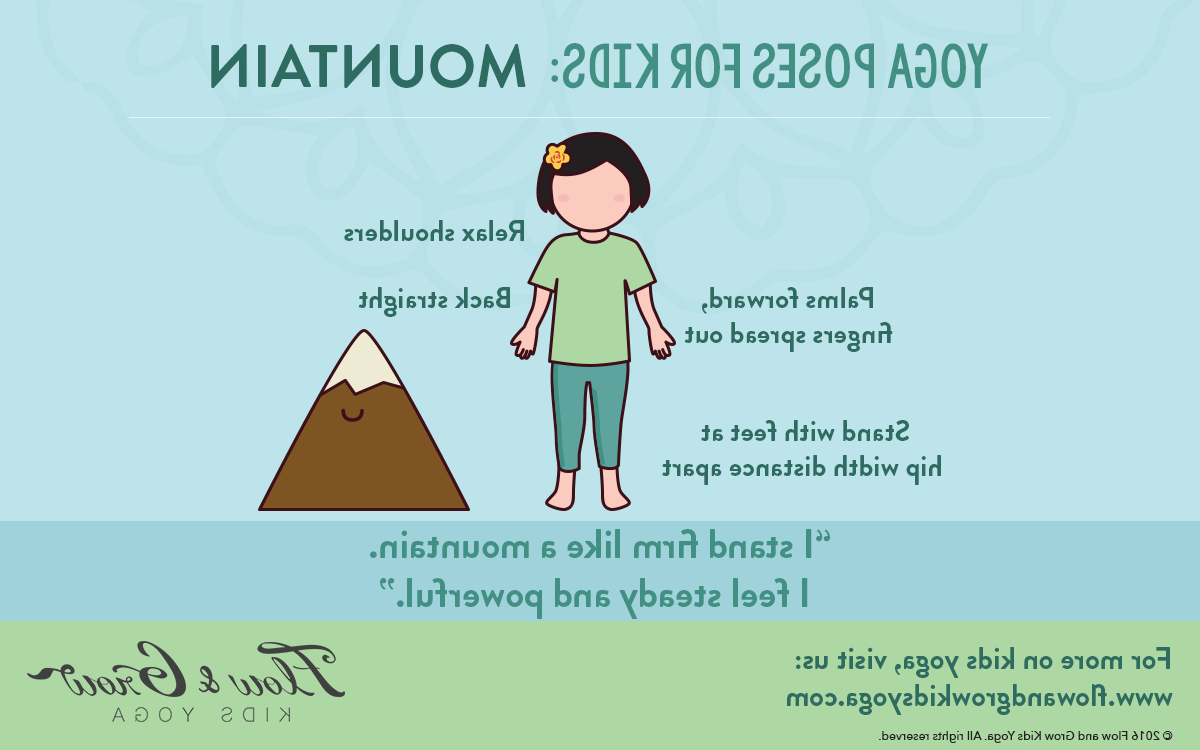 YOGA POSES FOR KIDS: MOUNTAIN
Relax shoulders
Back straight
Palms forward,
fingers spread out
Stand with feet at
hip width distance apart
“I stand firm like a mountain.
I feel steady and powerful.”
For more on kids yoga, visit us:
www.flowandgrowkidsyoga.com
© 2016 Flow and Grow Kids Yoga. All rights reserved.
Flow & Grow
KIDS YOGA